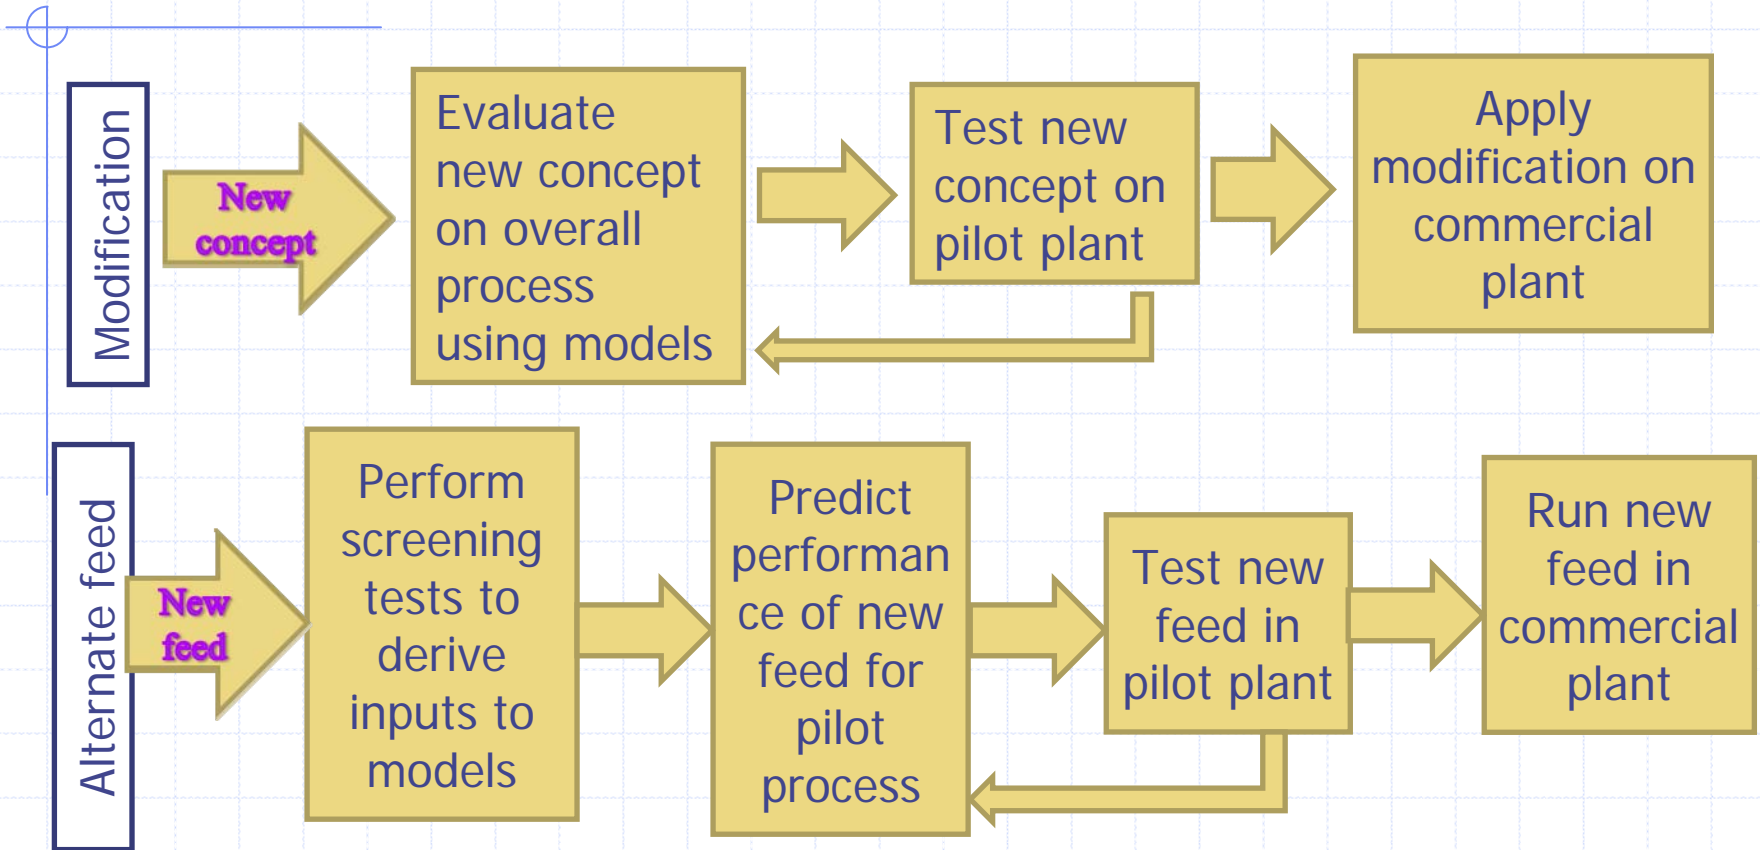 Modification
New
concept
Evaluate
new concept
on overall
process
using models
Test new
concept on
pilot plant
Apply
modification on
commercial
plant
Alternate feed
New
feed
Perform
screening
tests to
derive
inputs to
models
Predict
performan
ce of new
feed for
pilot
process
Test new
feed in
pilot plant
Run new
feed in
commercial
plant